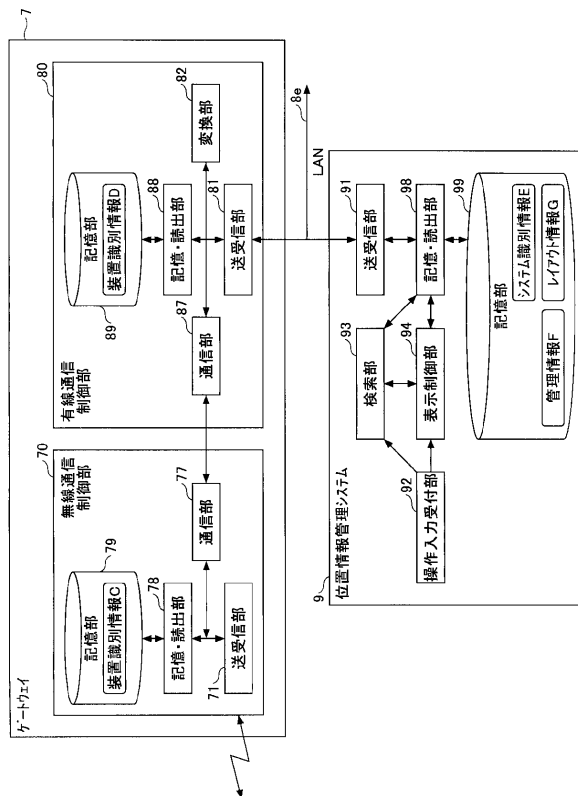 ゲートウェイ
7
無線通信
制御部
70
記憶部
装置識別情報C
79
記憶・読出部
78
送受信部
71
通信部
77
有線通信
制御部
80
記憶部
装置識別情報D
89
記憶・読出部
88
送受信部
81
変換部
82
通信部
87
LAN
8e
位置情報管理システム
9
送受信部
91
記憶・読出部
98
検索部
93
表示制御部
94
操作入力受付部
92
記憶部
99
システム識別情報E
管理情報F
レイアウト情報G